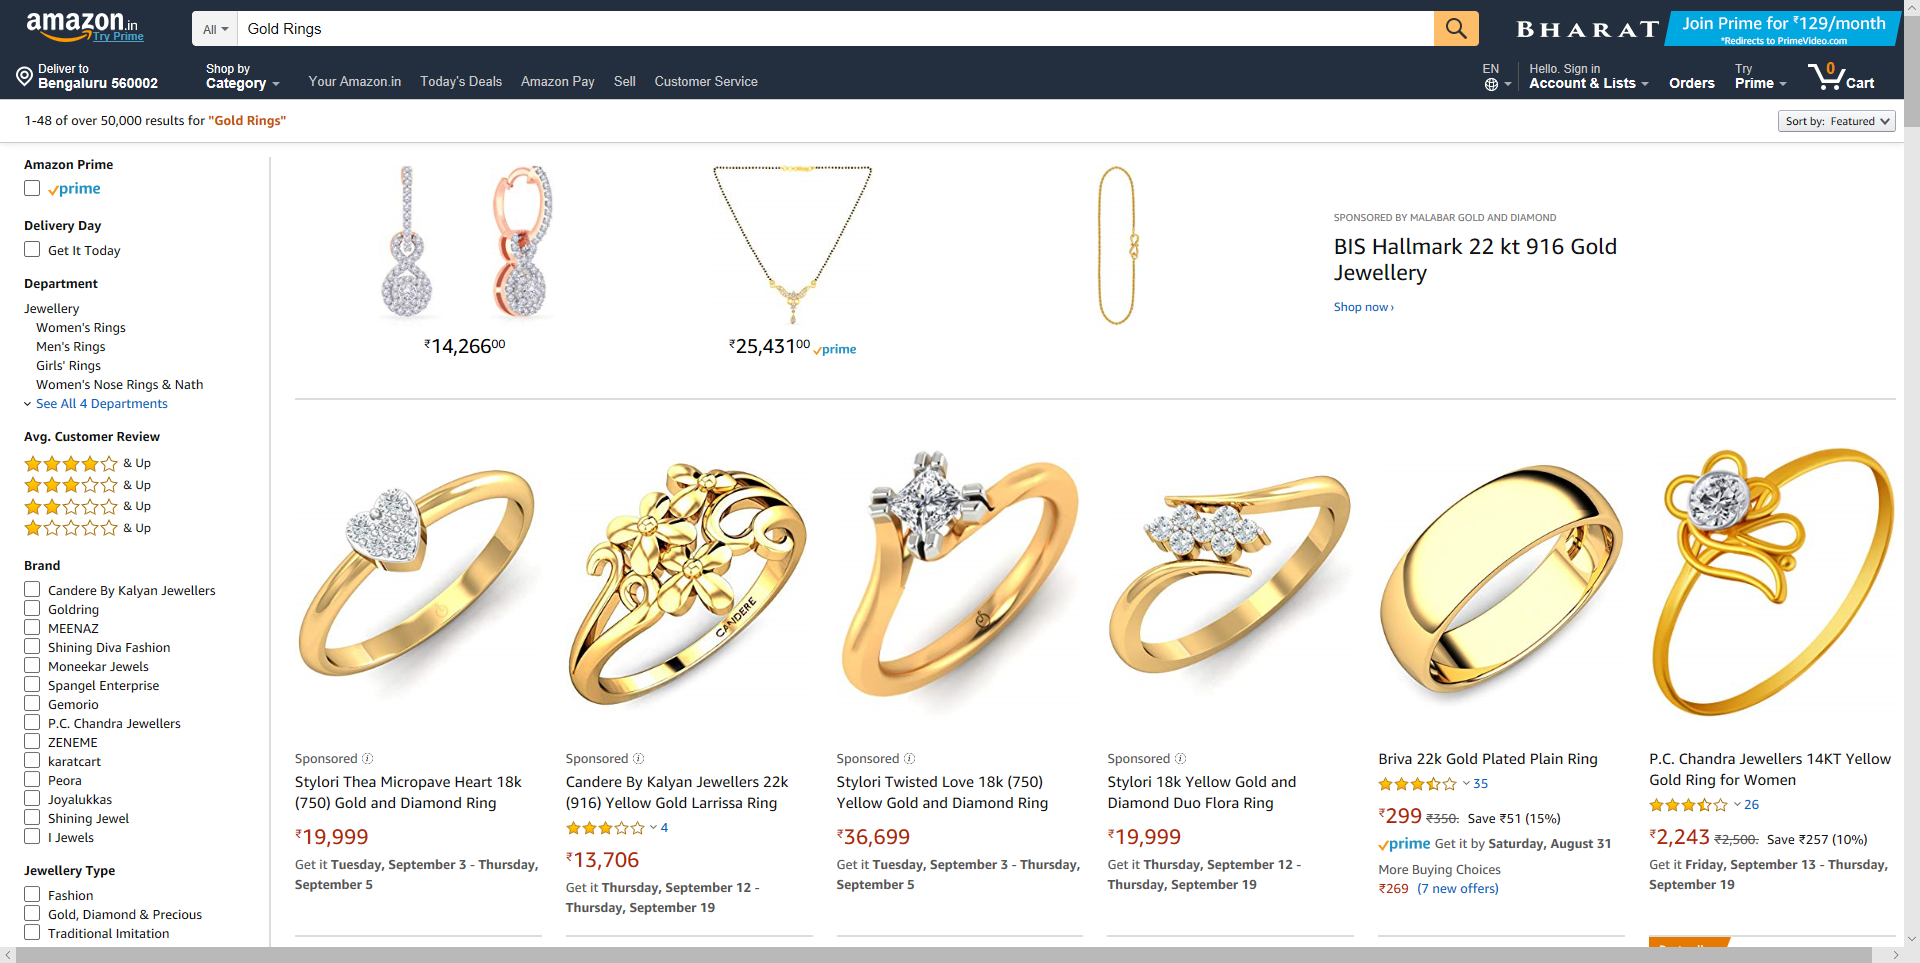 amazon.in
Try Prime
All
Gold Rings
BHARAT
Join Prime for ₹129/month
*Redirects to PrimeVideo.com
Deliver to
Bengaluru 560002
Shop by
Category
Your Amazon.in
Today's Deals
Amazon Pay
Sell
Customer Service
EN
Hello. Sign in
Account & Lists
Orders
Try
Prime
0
Cart
1-48 of over 50,000 results for "Gold Rings"
Sort by: Featured
Amazon Prime
prime
Delivery Day
Get It Today
Department
Jewellery
Women's Rings
Men's Rings
Girls' Rings
Women's Nose Rings & Nath
See All 4 Departments
Avg. Customer Review
& Up
& Up
& Up
& Up
Brand
Candere By Kalyan Jewellers
Goldring
MEENAZ
Shining Diva Fashion
Moneekar Jewels
Spangel Enterprise
Gemorio
P.C. Chandra Jewellers
ZENEME
karatcart
Peora
Joyalukkas
Shining Jewel
I Jewels
Jewellery Type
Fashion
Gold, Diamond & Precious
Traditional Imitation
₹14,26600
₹25,43100 prime
SPONSORED BY MALABAR GOLD AND DIAMOND
BIS Hallmark 22 kt 916 Gold
Jewellery
Shop now ›
Sponsored
Stylori Thea Micropave Heart 18k
(750) Gold and Diamond Ring
₹19,999
Get it Tuesday, September 3 - Thursday,
September 5
CANDERE
Sponsored
Candere By Kalyan Jewellers 22k
(916) Yellow Gold Larrissa Ring
4
₹13,706
Get it Thursday, September 12 -
Thursday, September 19
Sponsored
Stylori Twisted Love 18k (750)
Yellow Gold and Diamond Ring
₹36,699
Get it Tuesday, September 3 - Thursday,
September 5
Sponsored
Stylori 18k Yellow Gold and
Diamond Duo Flora Ring
₹19,999
Get it Thursday, September 12 -
Thursday, September 19
Briva 22k Gold Plated Plain Ring
35
₹299 ₹350. Save ₹51 (15%)
prime Get it by Saturday, August 31
More Buying Choices
₹269 (7 new offers)
P.C. Chandra Jewellers 14KT Yellow
Gold Ring for Women
26
₹2,243 ₹2,500. Save ₹257 (10%)
Get it Friday, September 13 - Thursday,
September 19